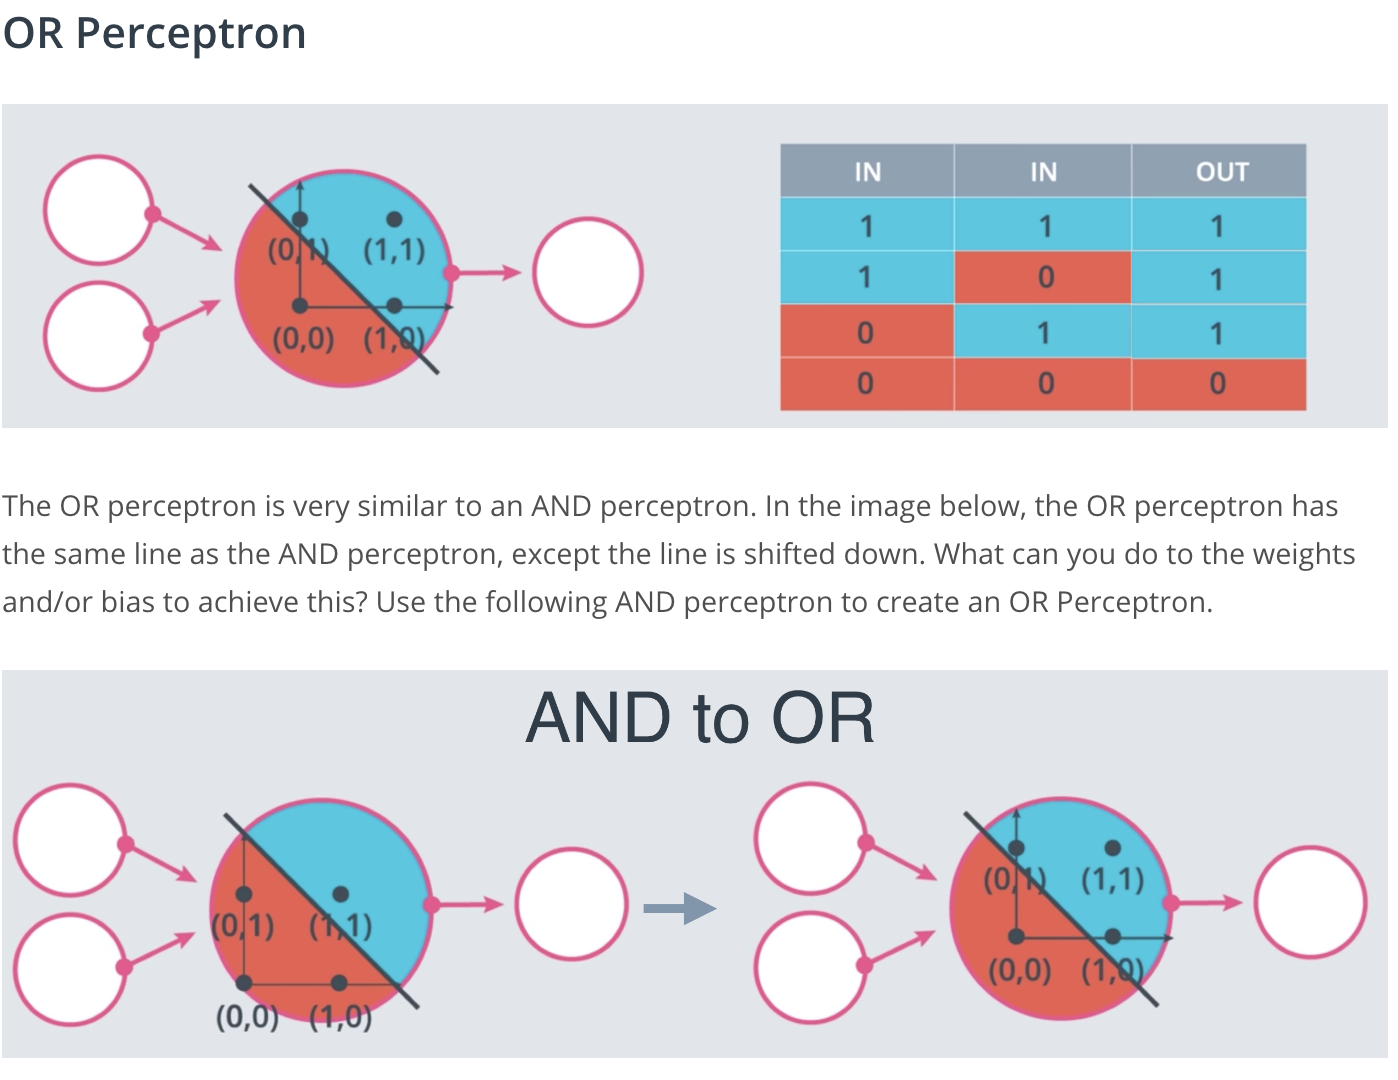 OR Perceptron
(0,1) (1,1)
(0,0) (1,0)
IN IN OUT
1 1 1
1 0 1
0 1 1
0 0 0
The OR perceptron is very similar to an AND perceptron. In the image below, the OR perceptron has
the same line as the AND perceptron, except the line is shifted down. What can you do to the weights
and/or bias to achieve this? Use the following AND perceptron to create an OR Perceptron.
AND to OR
(0,1) (1,1)
(0,0) (1,0)
(0,1) (1,1)
(0,0) (1,0)